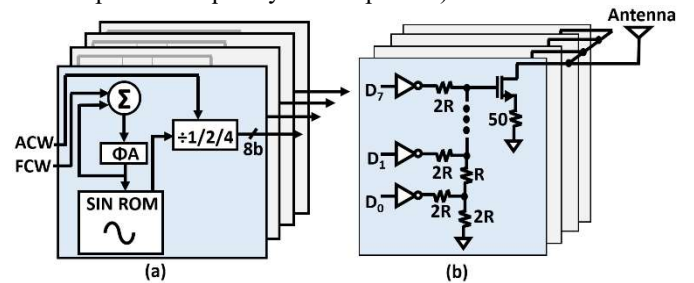 Antenna
ACW
FCW
Σ
ΦA
÷1/2/4
8b
SIN ROM
(a)
D7
2R
50
D1
2R
R
D0
2R
2R
(b)